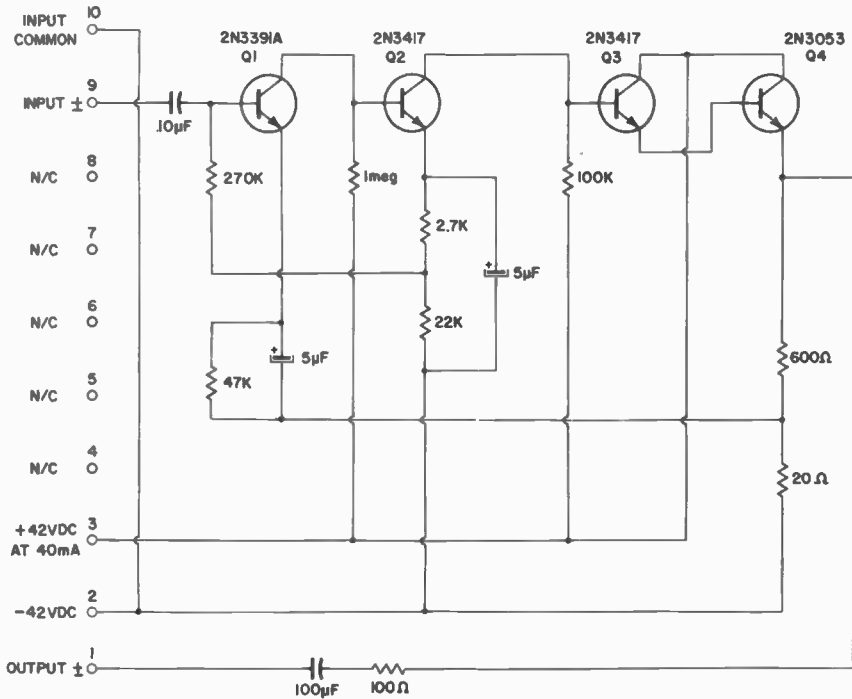 INPUT
COMMON
10
2N3391A
Q1
2N3417
Q2
2N3417
Q3
2N3053
Q4
INPUT ±
9
.10µF
N/C
8
270K
1meg
2.7K
100K
N/C
7
+
5µF
N/C
6
22K
+
5µF
600Ω
47K
N/C
5
N/C
4
20Ω
+42VDC
AT 40mA
3
-42VDC
2
OUTPUT ±
1
100µF
100Ω